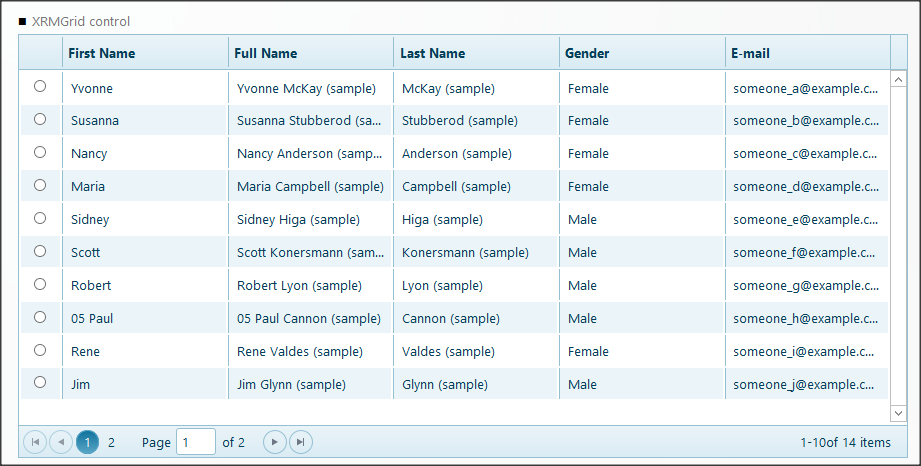 XRMGrid control
First Name Full Name Last Name Gender E-mail
Yvonne Yvonne McKay (sample) McKay (sample) Female someone_a@example.c...
Susanna Susanna Stubberod (sa... Stubberod (sample) Female someone_b@example.c...
Nancy Nancy Anderson (samp... Anderson (sample) Female someone_c@example.c...
Maria Maria Campbell (sample) Campbell (sample) Female someone_d@example.c...
Sidney Sidney Higa (sample) Higa (sample) Male someone_e@example.c...
Scott Scott Konersmann (sam... Konersmann (sample) Male someone_f@example.c...
Robert Robert Lyon (sample) Lyon (sample) Male someone_g@example.c...
05 Paul 05 Paul Cannon (sample) Cannon (sample) Male someone_h@example.c...
Rene Rene Valdes (sample) Valdes (sample) Female someone_i@example.c...
Jim Jim Glynn (sample) Glynn (sample) Male someone_j@example.c...
1 2 Page 1 of 2 1-10of 14 items